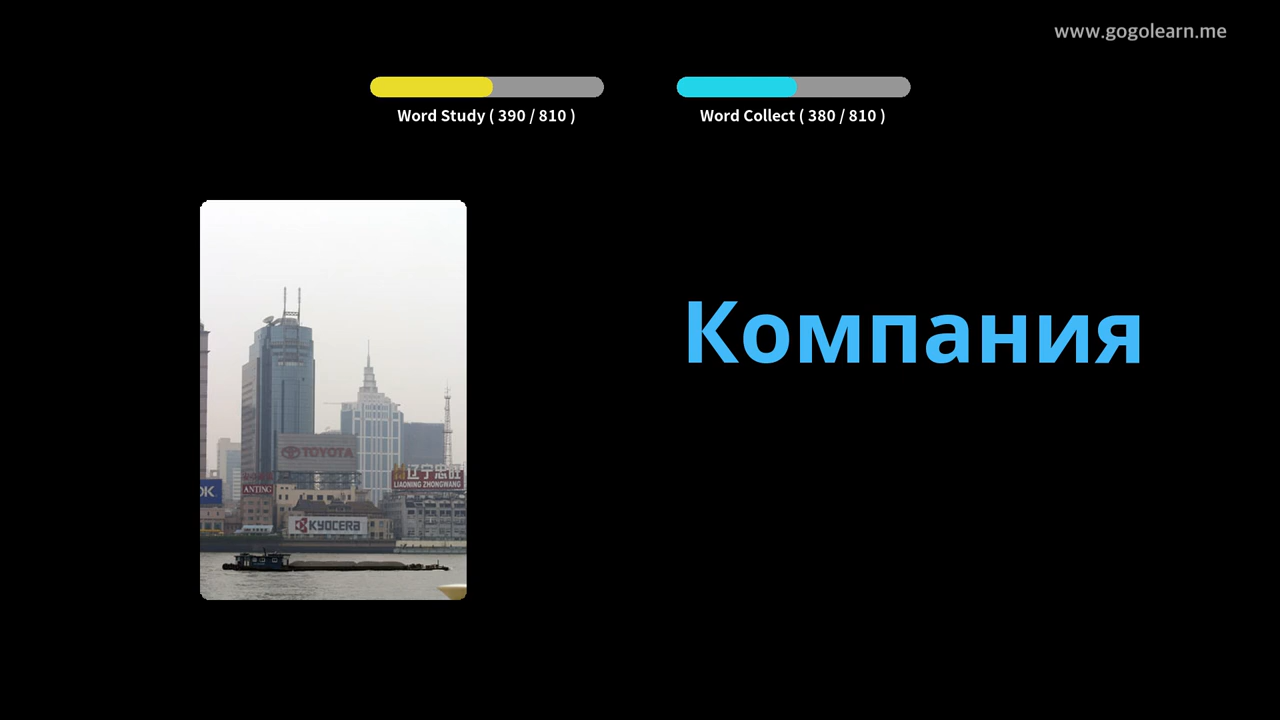 www.gogolearn.me
Word Study ( 390 / 810 )
Word Collect ( 380 / 810 )
Компания
TOYOTA
辽宁忠旺
LIAONING ZHONGWANG
ANTING
OK
KYOCERA